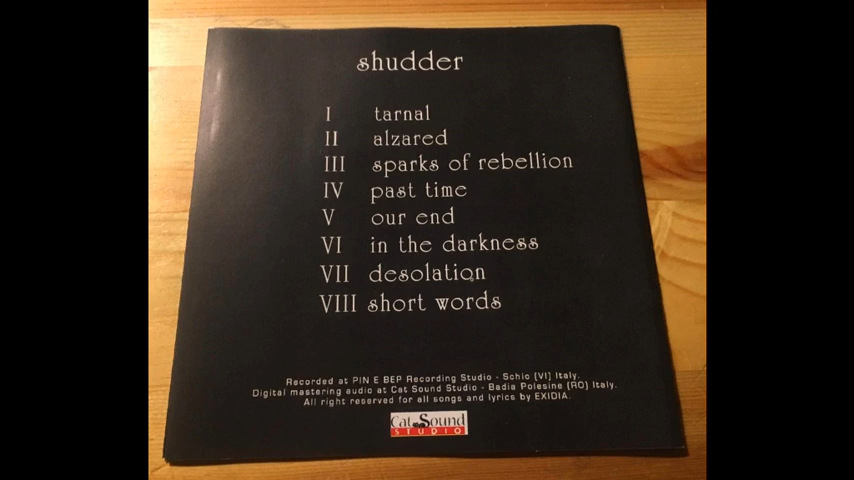 shudder
I tarnal
II alzared
III sparks of rebellion
IV past time
V our end
VI in the darkness
VII desolation
VIII short words
Recorded at PIN E BEP Recording Studio - Schio (VI) Italy.
Digital mastering audio at Cat Sound Studio - Badia Polesine (RO) Italy.
All right reserved for all songs and lyrics by EXIDIA.
Cat Sound
STUDIO